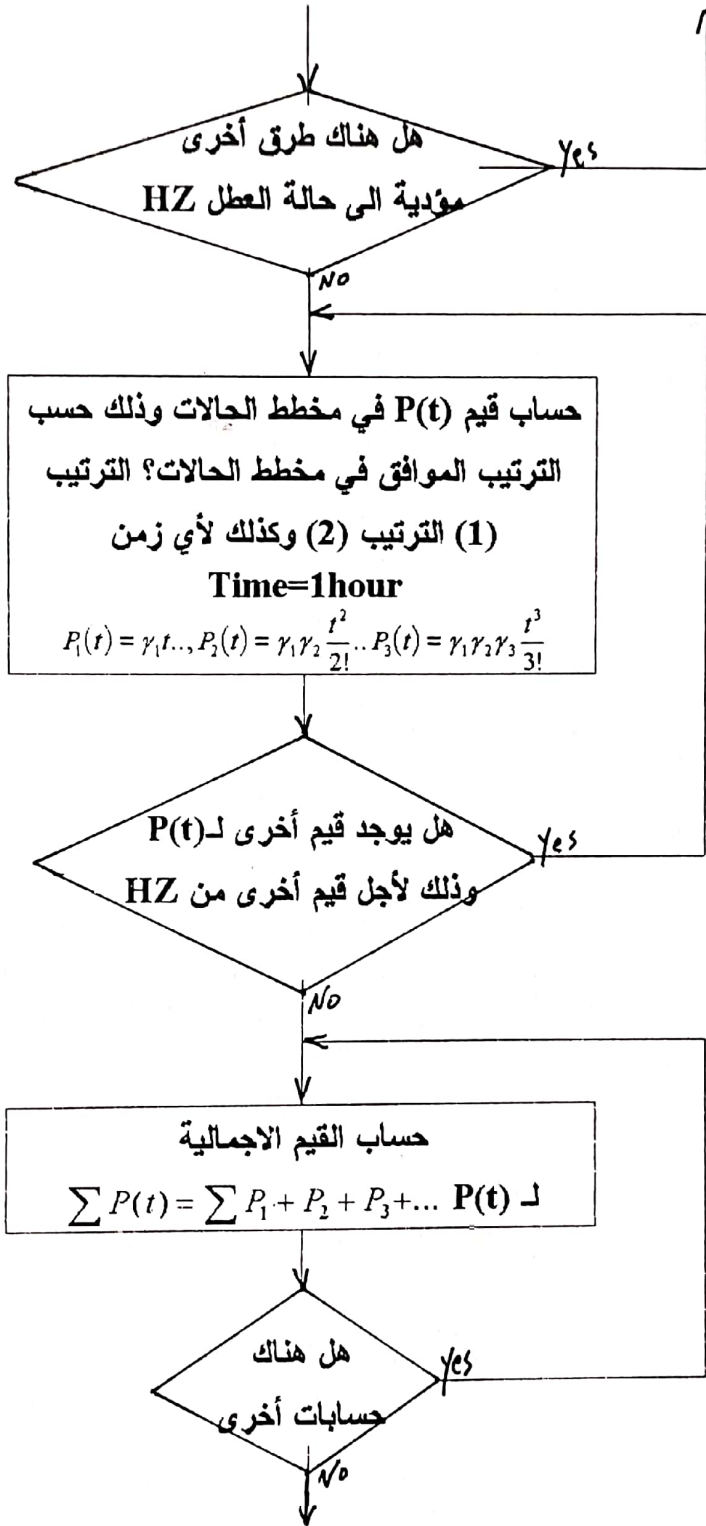 هل هناك طرق أخرى
Yes
مؤدية الى حالة العطل HZ
NO
حساب قيم P(t) في مخطط الحالات وذلك حسب
الترتيب الموافق في مخطط الحالات؟ الترتيب
(1) الترتيب (2) وكذلك لأي زمن
Time=1hour
P₁(t) = γ₁t.., P₂(t) = γ₁γ₂ t²/2! .. P₃(t) = γ₁γ₂γ₃ t³/3!
هل يوجد قيم أخرى لـ P(t)
Yes
وذلك لأجل قيم أخرى من HZ
NO
حساب القيم الاجمالية
لـ P(t) ∑ P(t) = ∑ P₁ + P₂ + P₃ +...
هل هناك
Yes
حسابات أخرى
NO